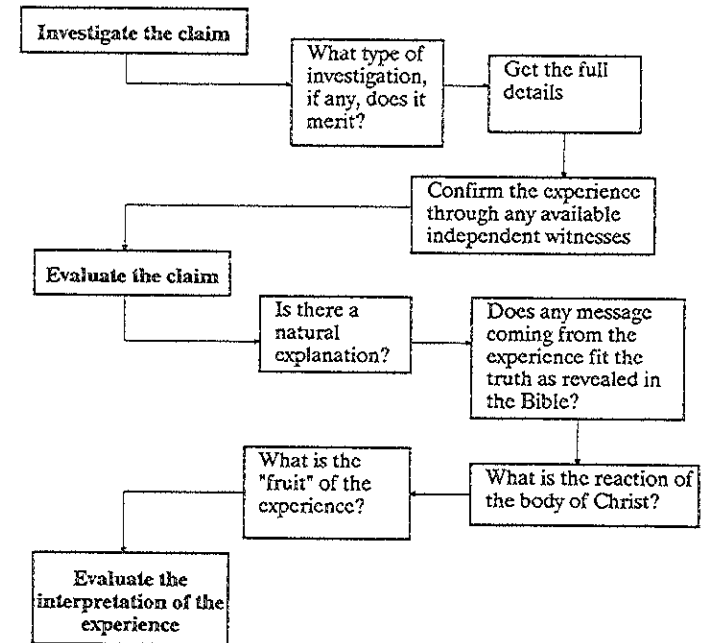 Investigate the claim
What type of
investigation,
if any, does it
merit?
Get the full
details
Confirm the experience
through any available
independent witnesses
Evaluate the claim
Is there a
natural
explanation?
Does any message
coming from the
experience fit the
truth as revealed in
the Bible?
What is the reaction of
the body of Christ?
What is the
"fruit" of the
experience?
Evaluate the
interpretation of the
experience